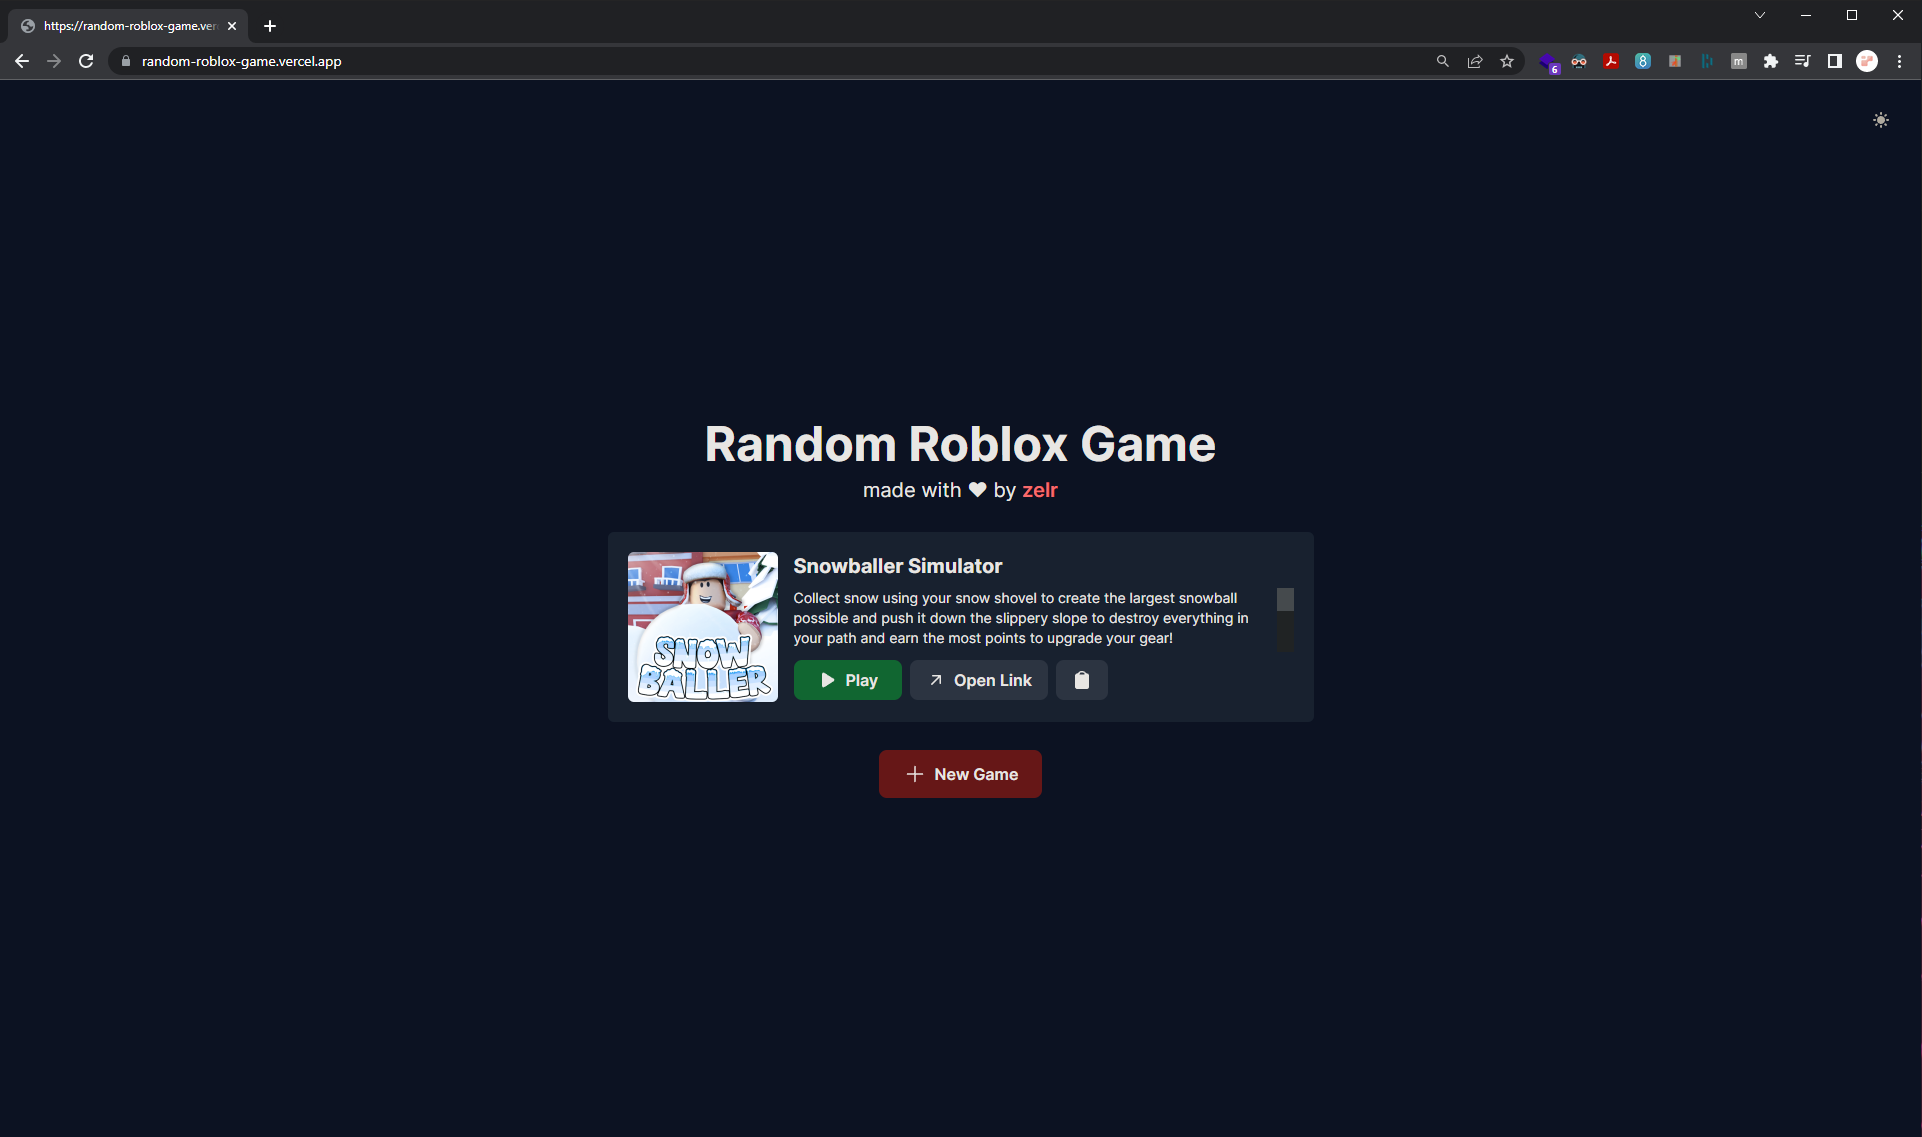 https://random-roblox-game.ver
random-roblox-game.vercel.app
6
8
m
Random Roblox Game
made with ♥ by zelr
SNOW
BALLLER
Snowballer Simulator
Collect snow using your snow shovel to create the largest snowball
possible and push it down the slippery slope to destroy everything in
your path and earn the most points to upgrade your gear!
Play
Open Link
New Game